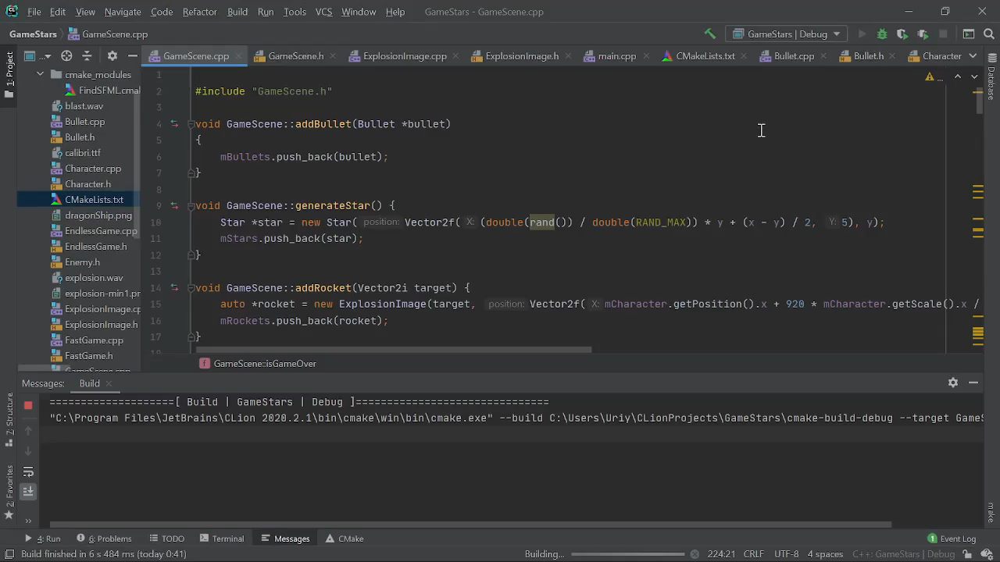 File Edit View Navigate Code Refactor Build Run Tools VCS Window Help GameStars - GameScene.cpp
GameStars GameScene.cpp GameStars | Debug
GameScene.cpp GameScene.h ExplosionImage.cpp ExplosionImage.h main.cpp CMakeLists.txt Bullet.cpp Bullet.h Character
1: Project
cmake_modules
FindSFML.cmal
blast.wav
Bullet.cpp
Bullet.h
calibri.ttf
Character.cpp
Character.h
CMakeLists.txt
dragonShip.png
EndlessGame.cpp
EndlessGame.h
Enemy.h
explosion.wav
explosion-min1.pr
ExplosionImage.cp
ExplosionImage.h
FastGame.cpp
FastGame.h
GameScene.cpp
1
2 #include "GameScene.h"
3
4 void GameScene::addBullet(Bullet *bullet)
5 {
6 mBullets.push_back(bullet);
7 }
8
9 void GameScene::generateStar() {
10 Star *star = new Star( position: Vector2f( X: (double(rand()) / double(RAND_MAX)) * y + (x - y) / 2, Y: 5), y);
11 mStars.push_back(star);
12 }
13
14 void GameScene::addRocket(Vector2i target) {
15 auto *rocket = new ExplosionImage(target, position: Vector2f( X: mCharacter.getPosition().x + 920 * mCharacter.getScale().x /
16 mRockets.push_back(rocket);
17 }
18
GameScene::isGameOver
Database
make
Messages: Build
====================[ Build | GameStars | Debug ]===============================
"C:\Program Files\JetBrains\CLion 2020.2.1\bin\cmake\win\bin\cmake.exe" --build C:\Users\Uriy\CLionProjects\GameStars\cmake-build-debug --target GameS
7: Structure
2: Favorites
4: Run 6: Problems TODO Terminal Messages CMake 1 Event Log
Build finished in 6 s 484 ms (today 0:41) Building... 224:21 CRLF UTF-8 4 spaces C++: GameStars | Debug